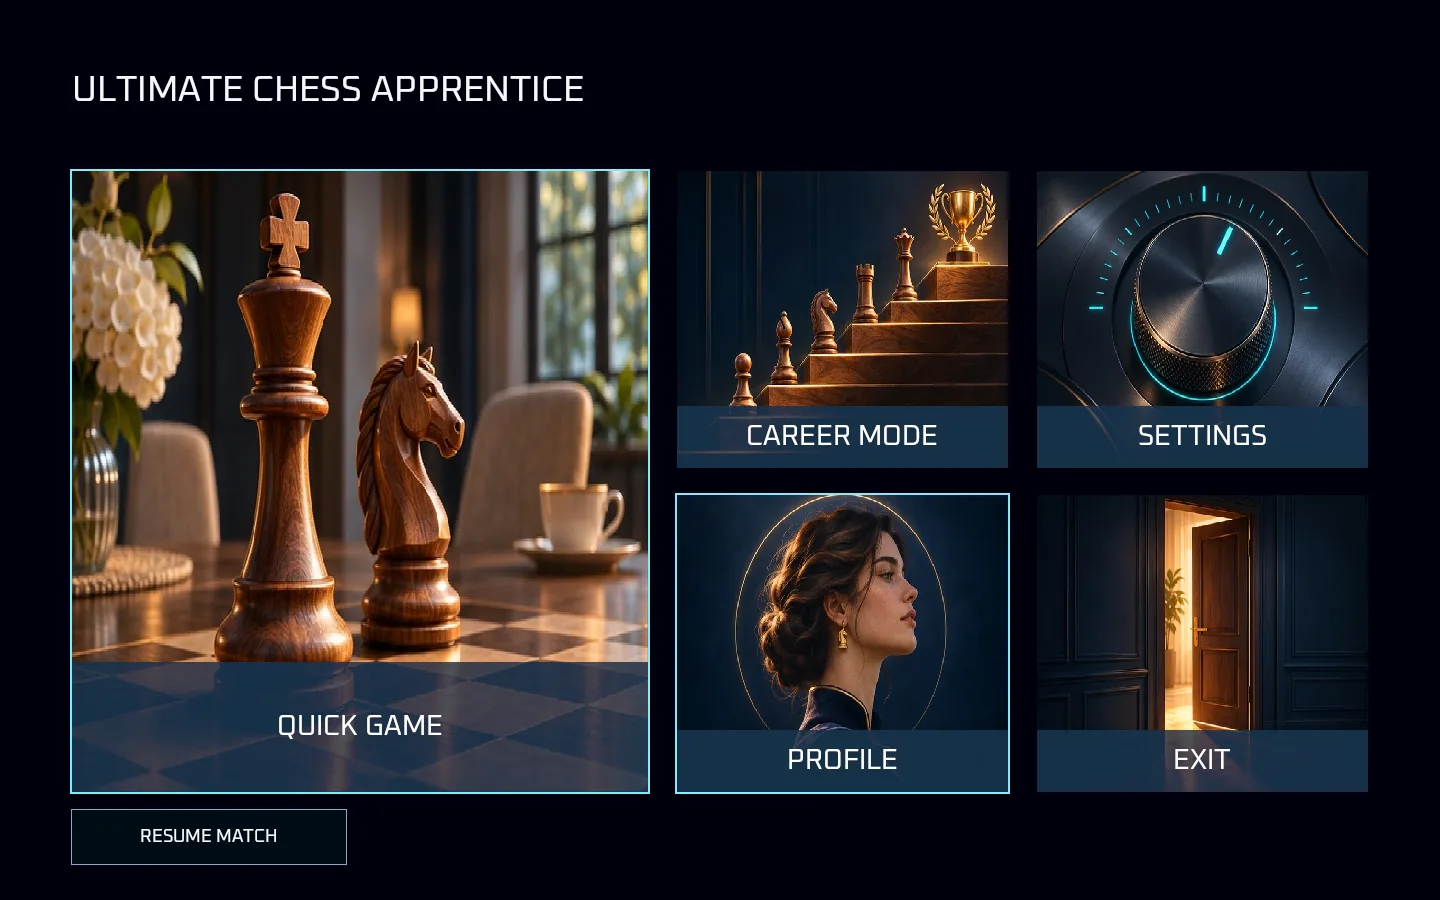 ULTIMATE CHESS APPRENTICE
CAREER MODE
SETTINGS
QUICK GAME
PROFILE
EXIT
RESUME MATCH